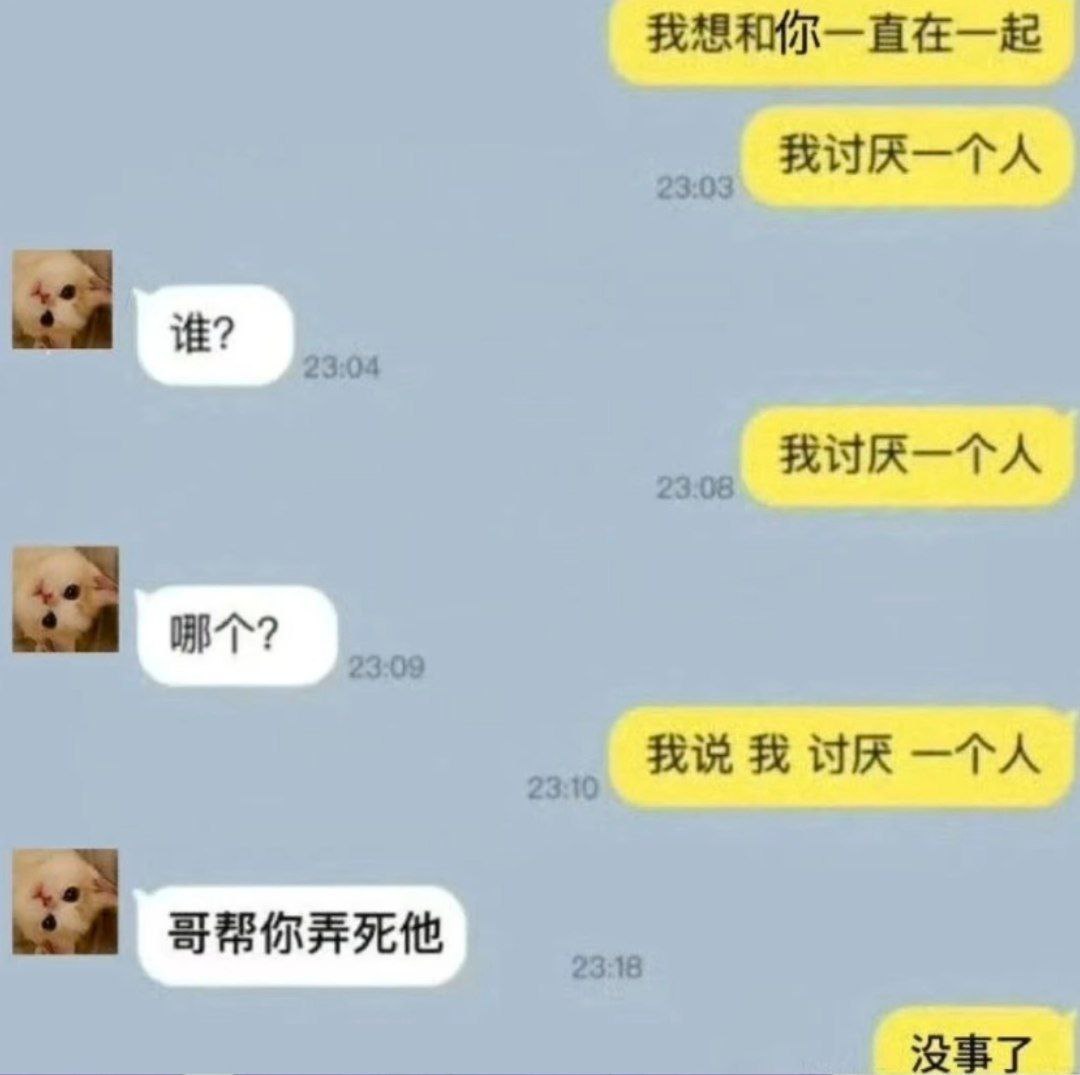 我想和你一直在一起
我讨厌一个人
23:03
谁?
23:04
我讨厌一个人
23:08
哪个?
23:09
我说 我 讨厌 一个人
23:10
哥帮你弄死他
23:18
没事了